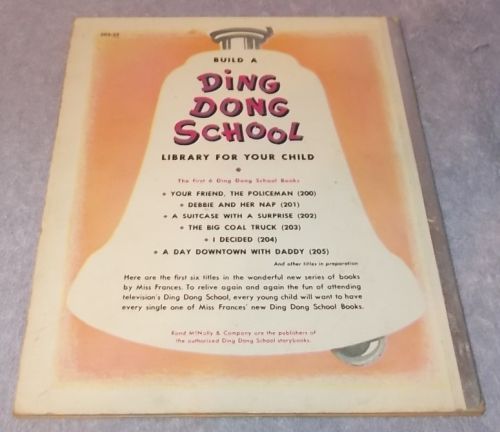 BUILD A
DiNG
DONG
SCHOOL
LIBRARY FOR YOUR CHILD
The first 6 Ding Dong School Books
YOUR FRIEND, THE POLICEMAN (200)
DEBBIE AND HER NAP (201)
A SUITCASE WITH A SURPRISE (202)
THE BIG COAL TRUCK (203)
I DECIDED (204)
A DAY DOWNTOWN WITH DADDY (205)
And other titles in preparation
Here are the first six titles in the wonderful new series of books
by Miss Frances. To relive again and again the fun of attending
television's Ding Dong School, every young child will want to have
every single one of Miss Frances' new Ding Dong School Books.
Rand McNally & Company are the publishers of
the authorized Ding Dong School storybooks.